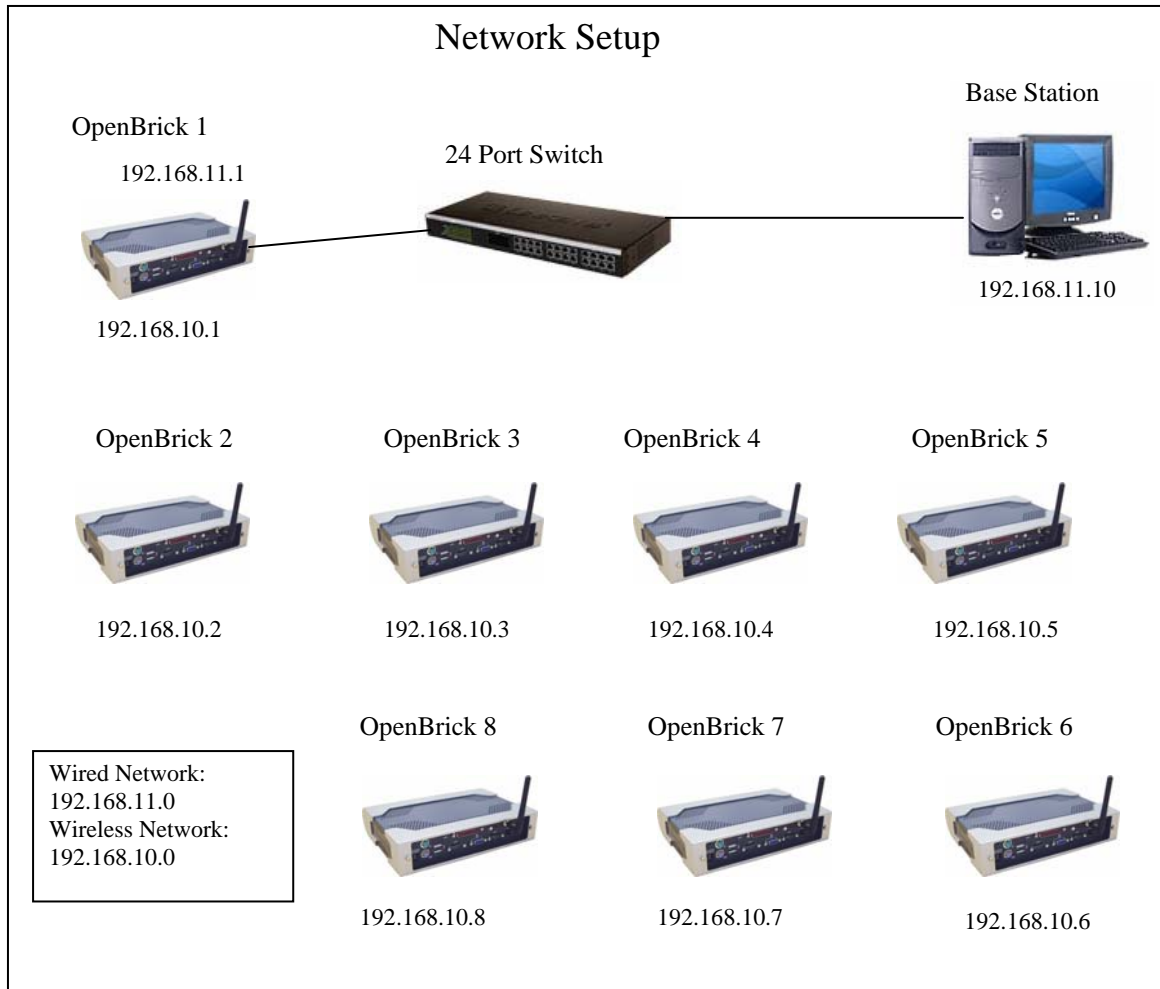 Network Setup
Base Station
OpenBrick 1
24 Port Switch
192.168.11.1
192.168.11.10
192.168.10.1
OpenBrick 2
OpenBrick 3
OpenBrick 4
OpenBrick 5
192.168.10.2
192.168.10.3
192.168.10.4
192.168.10.5
OpenBrick 8
OpenBrick 7
OpenBrick 6
Wired Network:
192.168.11.0
Wireless Network:
192.168.10.0
192.168.10.8
192.168.10.7
192.168.10.6